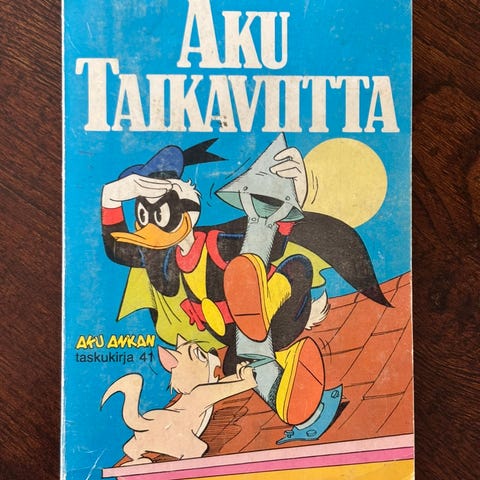 AKU
TAIKAVIITTA
AKU ANKAN
taskukirja 41